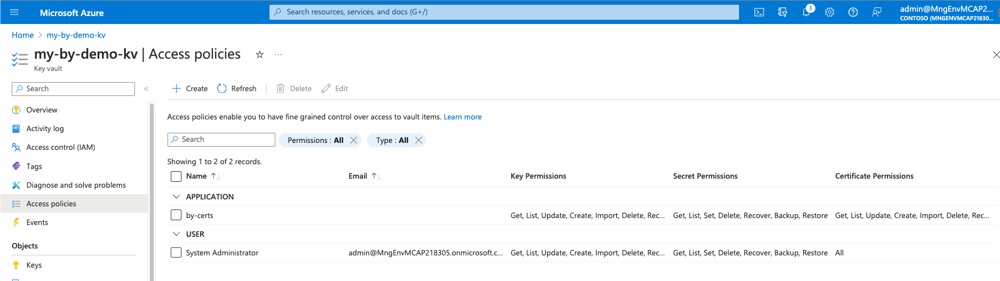 Microsoft Azure
Search resources, services, and docs (G+/)
3
admin@MngEnvMCAP2...
CONTOSO (MNGENVMCAP21830...
Home > my-by-demo-kv
my-by-demo-kv | Access policies ...
Key vault
Search
Create Refresh Delete Edit
Overview
Activity log
Access control (IAM)
Tags
Diagnose and solve problems
Access policies
Events
Objects
Keys
Access policies enable you to have fine grained control over access to vault items. Learn more
Search
Permissions : All
Type : All
Showing 1 to 2 of 2 records.
Name Email Key Permissions Secret Permissions Certificate Permissions
APPLICATION
by-certs Get, List, Update, Create, Import, Delete, Rec... Get, List, Set, Delete, Recover, Backup, Restore Get, List, Update, Create, Import, Delete, Rec...
USER
System Administrator admin@MngEnvMCAP218305.onmicrosoft.c... Get, List, Update, Create, Import, Delete, Rec... Get, List, Set, Delete, Recover, Backup, Restore All